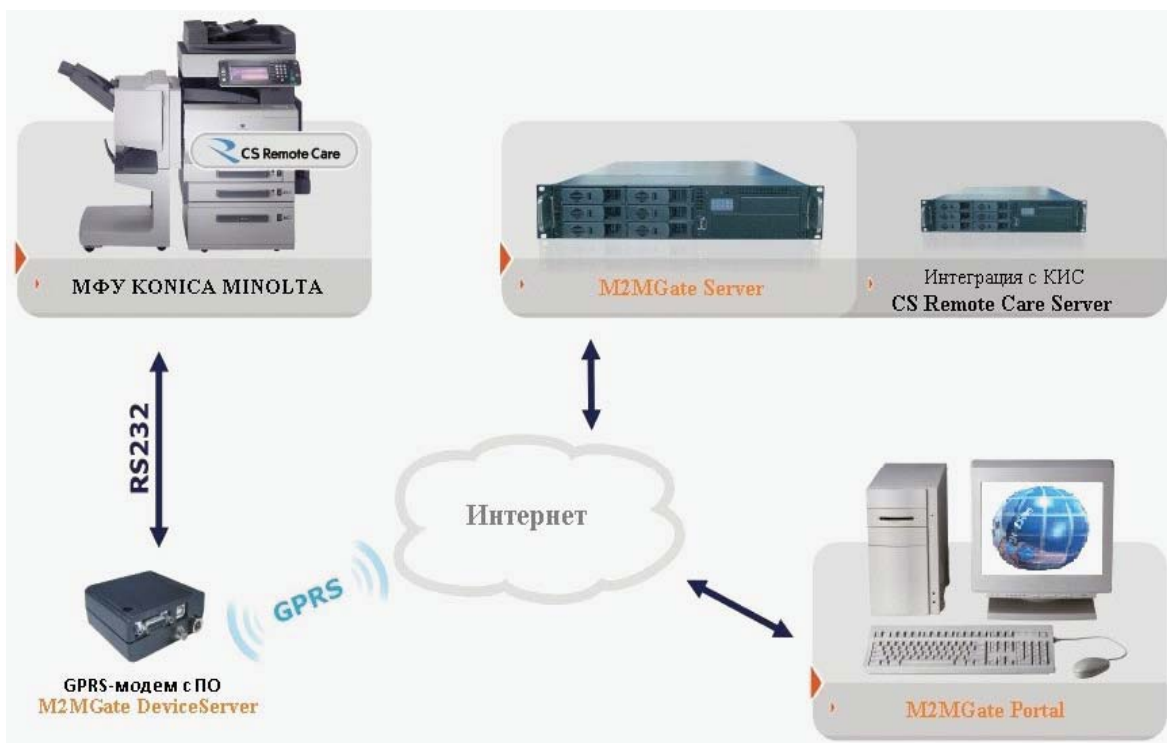 CS Remote Care
МФУ KONICA MINOLTA
M2MGate Server
Интеграция с КИС
CS Remote Care Server
RS232
Интернет
GPRS
GPRS-модем с ПО
M2MGate DeviceServer
M2MGate Portal